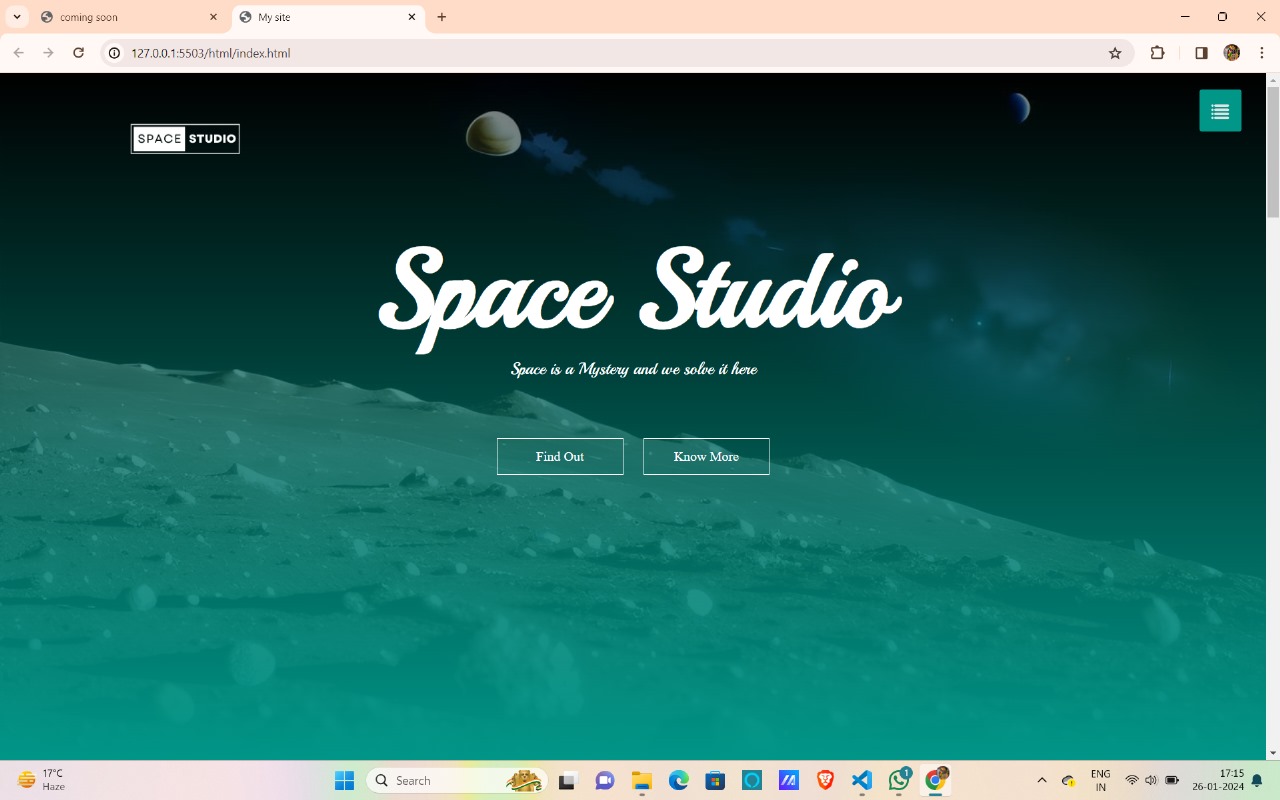 coming soon
My site
127.0.0.1:5503/html/index.html
SPACE STUDIO
Space Studio
Space is a Mystery and we solve it here
Find Out
Know More
17°C
Haze
Search
1
ENG
IN
17:15
26-01-2024